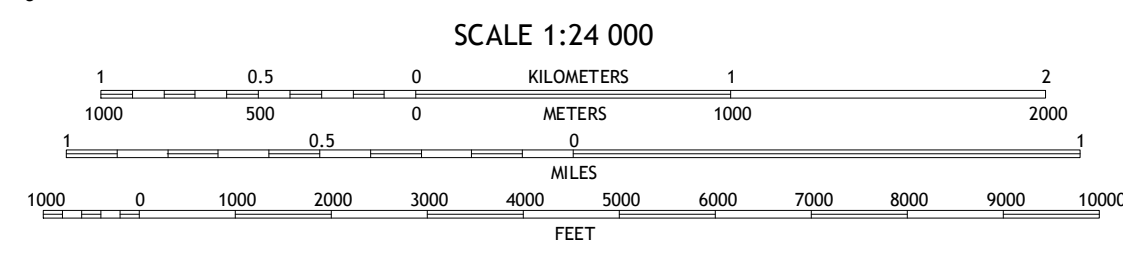 SCALE 1:24 000
1 0.5 0 KILOMETERS 1 2
1000 500 0 METERS 1000 2000
1 0.5 0 1
MILES
1000 0 1000 2000 3000 4000 5000 6000 7000 8000 9000 10000
FEET